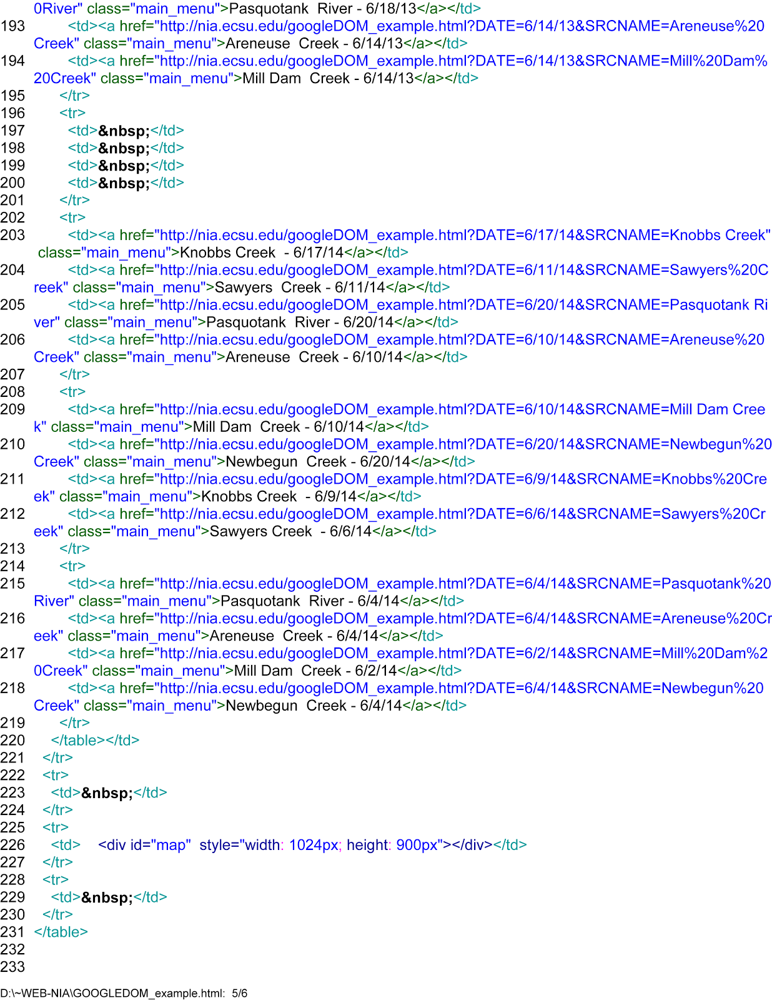 0River" class="main_menu">Pasquotank  River - 6/18/13</a></td>
193          <td><a href="http://nia.ecsu.edu/googleDOM_example.html?DATE=6/14/13&SRCNAME=Areneuse%20
Creek" class="main_menu">Areneuse  Creek - 6/14/13</a></td>
194          <td><a href="http://nia.ecsu.edu/googleDOM_example.html?DATE=6/14/13&SRCNAME=Mill%20Dam%
20Creek" class="main_menu">Mill Dam  Creek - 6/14/13</a></td>
195        </tr>
196        <tr>
197          <td>&nbsp;</td>
198          <td>&nbsp;</td>
199          <td>&nbsp;</td>
200          <td>&nbsp;</td>
201        </tr>
202        <tr>
203          <td><a href="http://nia.ecsu.edu/googleDOM_example.html?DATE=6/17/14&SRCNAME=Knobbs Creek"
 class="main_menu">Knobbs Creek  - 6/17/14</a></td>
204          <td><a href="http://nia.ecsu.edu/googleDOM_example.html?DATE=6/11/14&SRCNAME=Sawyers%20C
reek" class="main_menu">Sawyers  Creek - 6/11/14</a></td>
205          <td><a href="http://nia.ecsu.edu/googleDOM_example.html?DATE=6/20/14&SRCNAME=Pasquotank Ri
ver" class="main_menu">Pasquotank  River - 6/20/14</a></td>
206          <td><a href="http://nia.ecsu.edu/googleDOM_example.html?DATE=6/10/14&SRCNAME=Areneuse%20
Creek" class="main_menu">Areneuse  Creek - 6/10/14</a></td>
207        </tr>
208        <tr>
209          <td><a href="http://nia.ecsu.edu/googleDOM_example.html?DATE=6/10/14&SRCNAME=Mill Dam Cree
k" class="main_menu">Mill Dam  Creek - 6/10/14</a></td>
210          <td><a href="http://nia.ecsu.edu/googleDOM_example.html?DATE=6/20/14&SRCNAME=Newbegun%20
Creek" class="main_menu">Newbegun  Creek - 6/20/14</a></td>
211          <td><a href="http://nia.ecsu.edu/googleDOM_example.html?DATE=6/9/14&SRCNAME=Knobbs%20Cre
ek" class="main_menu">Knobbs Creek  - 6/9/14</a></td>
212          <td><a href="http://nia.ecsu.edu/googleDOM_example.html?DATE=6/6/14&SRCNAME=Sawyers%20Cr
eek" class="main_menu">Sawyers Creek  - 6/6/14</a></td>
213        </tr>
214        <tr>
215          <td><a href="http://nia.ecsu.edu/googleDOM_example.html?DATE=6/4/14&SRCNAME=Pasquotank%20
River" class="main_menu">Pasquotank  River - 6/4/14</a></td>
216          <td><a href="http://nia.ecsu.edu/googleDOM_example.html?DATE=6/4/14&SRCNAME=Areneuse%20Cr
eek" class="main_menu">Areneuse  Creek - 6/4/14</a></td>
217          <td><a href="http://nia.ecsu.edu/googleDOM_example.html?DATE=6/2/14&SRCNAME=Mill%20Dam%2
0Creek" class="main_menu">Mill Dam  Creek - 6/2/14</a></td>
218          <td><a href="http://nia.ecsu.edu/googleDOM_example.html?DATE=6/4/14&SRCNAME=Newbegun%20
Creek" class="main_menu">Newbegun  Creek - 6/4/14</a></td>
219        </tr>
220      </table></td>
221    </tr>
222    <tr>
223      <td>&nbsp;</td>
224    </tr>
225    <tr>
226      <td>    <div id="map"  style="width: 1024px; height: 900px"></div></td>
227    </tr>
228    <tr>
229      <td>&nbsp;</td>
230    </tr>
231  </table>
232
233
D:\~WEB-NIA\GOOGLEDOM_example.html:  5/6